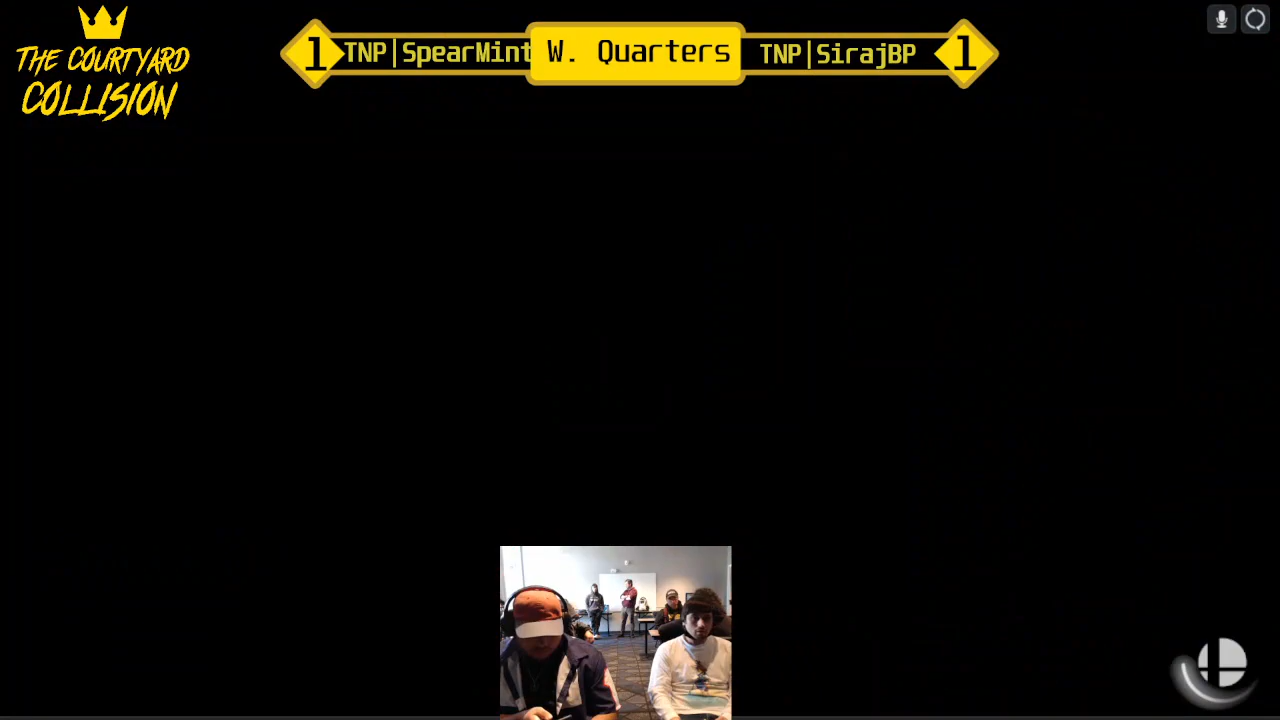 THE COURTYARD
COLLISION
1 TNP|SpearMint W. Quarters TNP|SirajBP 1